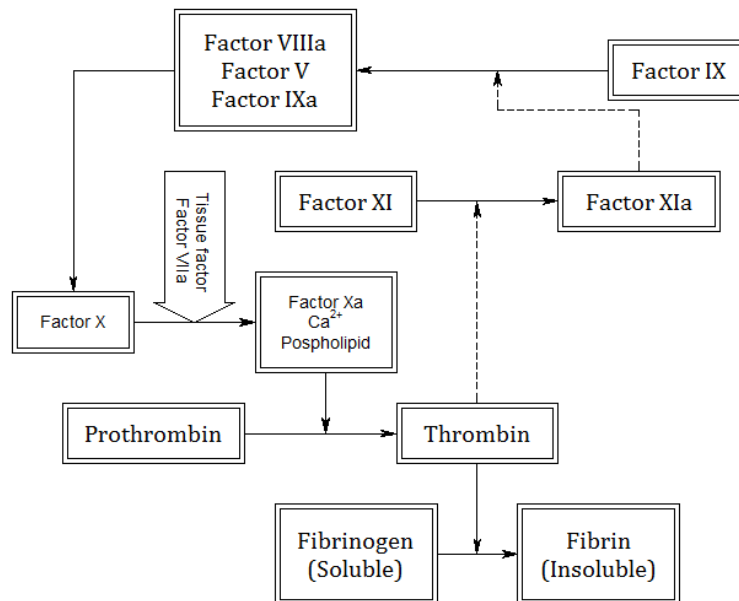 Factor VIIIa
Factor V
Factor IXa
Factor IX
Tissue factor
Factor VIIa
Factor XI
Factor XIa
Factor X
Factor Xa
Ca²⁺
Pospholipid
Prothrombin
Thrombin
Fibrinogen
(Soluble)
Fibrin
(Insoluble)